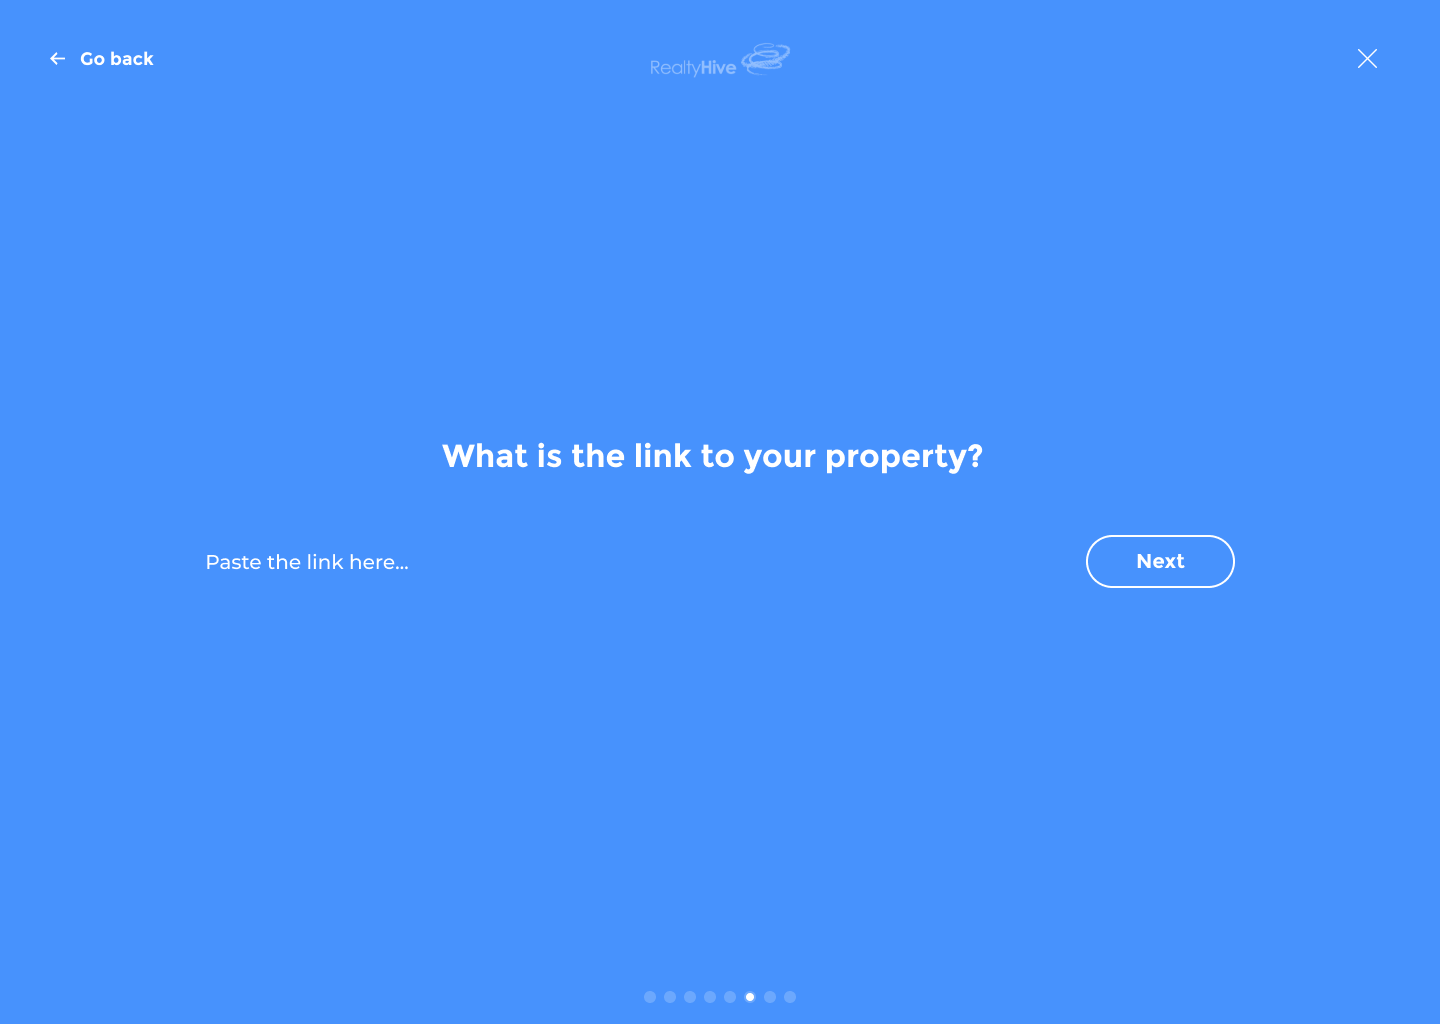 Go back
RealtyHive
What is the link to your property?
Paste the link here...
Next